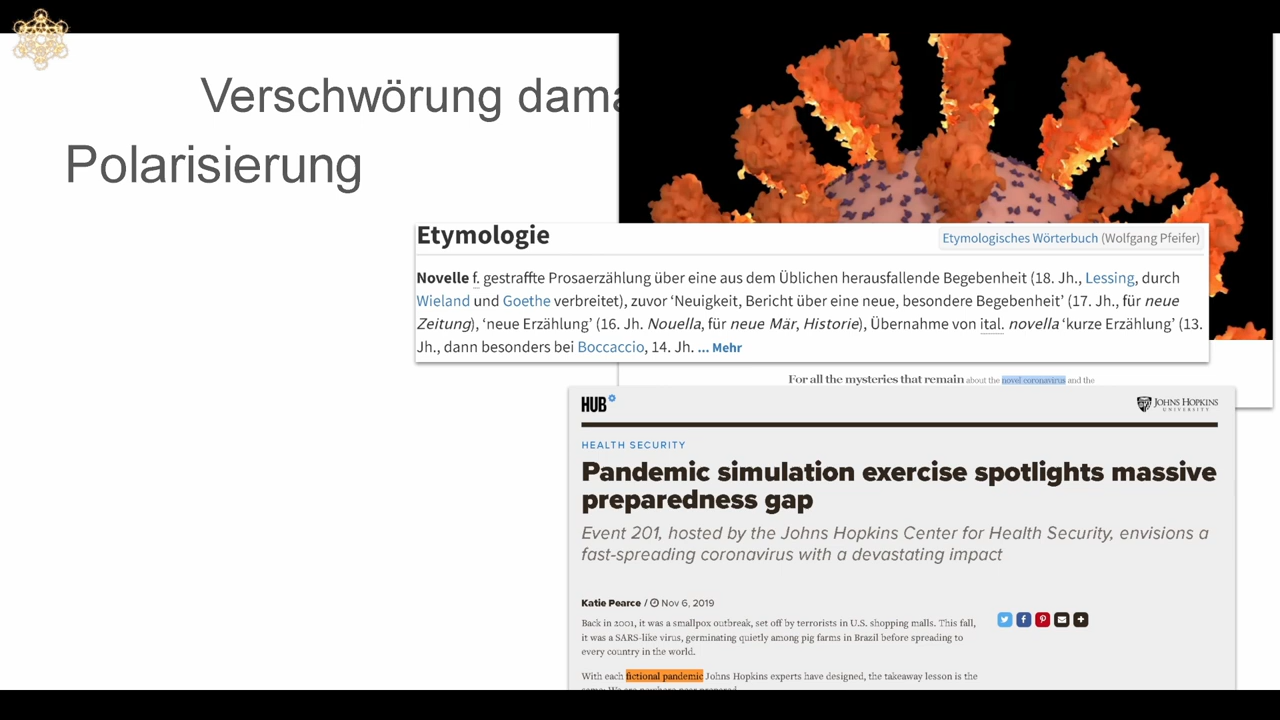 Verschwörung dama
Polarisierung
Etymologie
Etymologisches Wörterbuch (Wolfgang Pfeifer)
Novelle f. gestraffte Prosaerzählung über eine aus dem Üblichen herausfallende Begebenheit (18. Jh., Lessing, durch
Wieland und Goethe verbreitet), zuvor ‘Neuigkeit, Bericht über eine neue, besondere Begebenheit’ (17. Jh., für neue
Zeitung), ‘neue Erzählung’ (16. Jh. Nouella, für neue Mär, Historie), Übernahme von ital. novella ‘kurze Erzählung’ (13.
Jh., dann besonders bei Boccaccio, 14. Jh. ... Mehr
For all the mysteries that remain about the novel coronavirus and the
HUB
JOHNS HOPKINS
UNIVERSITY
HEALTH SECURITY
Pandemic simulation exercise spotlights massive
preparedness gap
Event 201, hosted by the Johns Hopkins Center for Health Security, envisions a
fast-spreading coronavirus with a devastating impact
Katie Pearce / Nov 6, 2019
Back in 2001, it was a smallpox outbreak, set off by terrorists in U.S. shopping malls. This fall,
it was a SARS-like virus, germinating quietly among pig farms in Brazil before spreading to
every country in the world.
With each fictional pandemic Johns Hopkins experts have designed, the takeaway lesson is the